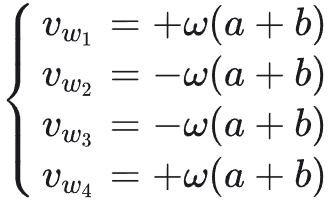 v_{w_1} = +ω(a + b)
v_{w_2} = −ω(a + b)
v_{w_3} = −ω(a + b)
v_{w_4} = +ω(a + b)